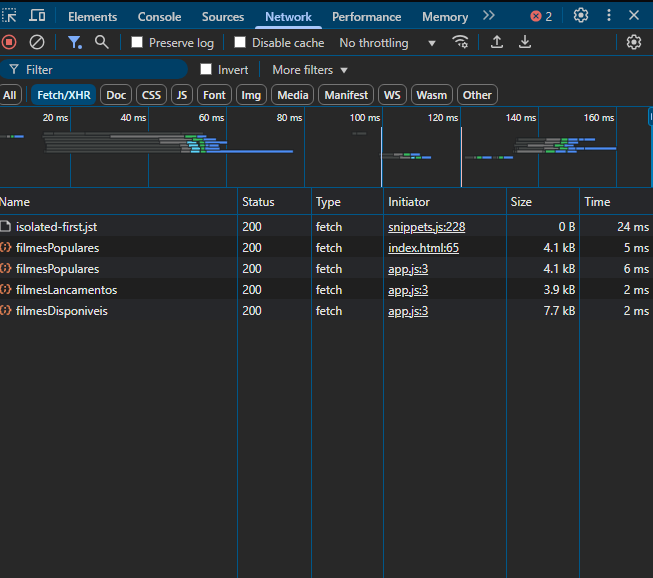 Elements Console Sources Network Performance Memory 2
Preserve log Disable cache No throttling
Filter Invert More filters
All Fetch/XHR Doc CSS JS Font Img Media Manifest WS Wasm Other
20 ms 40 ms 60 ms 80 ms 100 ms 120 ms 140 ms 160 ms
Name Status Type Initiator Size Time
isolated-first.jst 200 fetch snippets.js:228 0 B 24 ms
filmesPopulares 200 fetch index.html:65 4.1 kB 5 ms
filmesPopulares 200 fetch app.js:3 4.1 kB 6 ms
filmesLancamentos 200 fetch app.js:3 3.9 kB 2 ms
filmesDisponiveis 200 fetch app.js:3 7.7 kB 2 ms